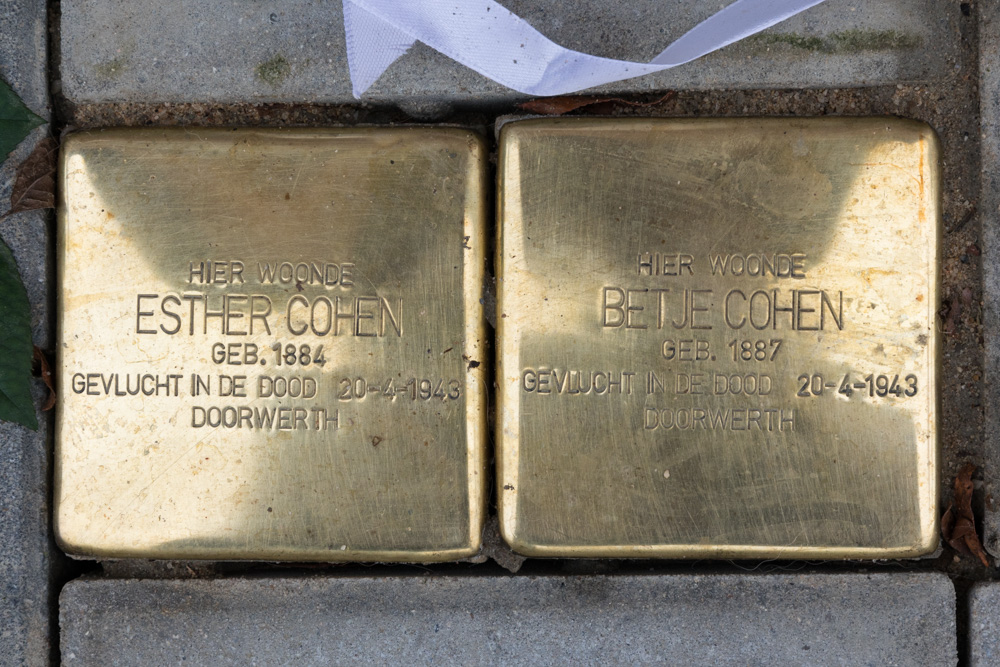 HIER WOONDE
ESTHER COHEN
GEB. 1884
GEVLUCHT IN DE DOOD 20-4-1943
DOORWERTH
HIER WOONDE
BETJE COHEN
GEB. 1887
GEVLUCHT IN DE DOOD 20-4-1943
DOORWERTH